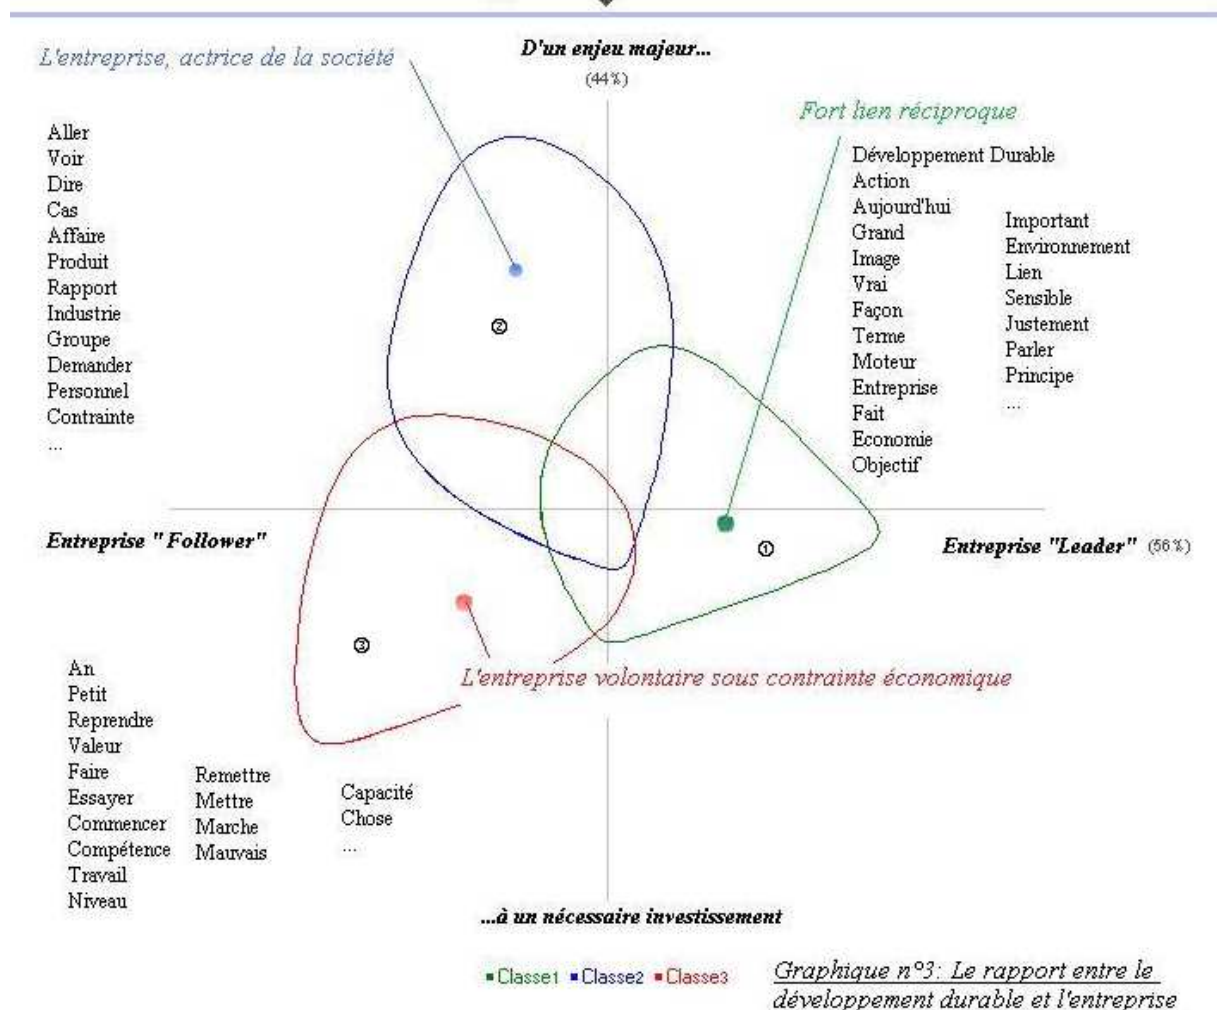 D'un enjeu majeur...
(44%)
L'entreprise, actrice de la société
Fort lien réciproque
Aller
Voir
Dire
Cas
Affaire
Produit
Rapport
Industrie
Groupe
Demander
Personnel
Contrainte
...
Développement Durable
Action
Aujourd'hui
Grand
Image
Vrai
Façon
Terme
Moteur
Entreprise
Fait
Economie
Objectif
Important
Environnement
Lien
Sensible
Justement
Parler
Principe
...
2
Entreprise "Follower"
Entreprise "Leader" (56%)
1
3
L'entreprise volontaire sous contrainte économique
An
Petit
Reprendre
Valeur
Faire
Essayer
Commencer
Compétence
Travail
Niveau
Remettre
Mettre
Marche
Mauvais
Capacité
Chose
...
...à un nécessaire investissement
Classe1 Classe2 Classe3
Graphique n°3: Le rapport entre le
développement durable et l'entreprise